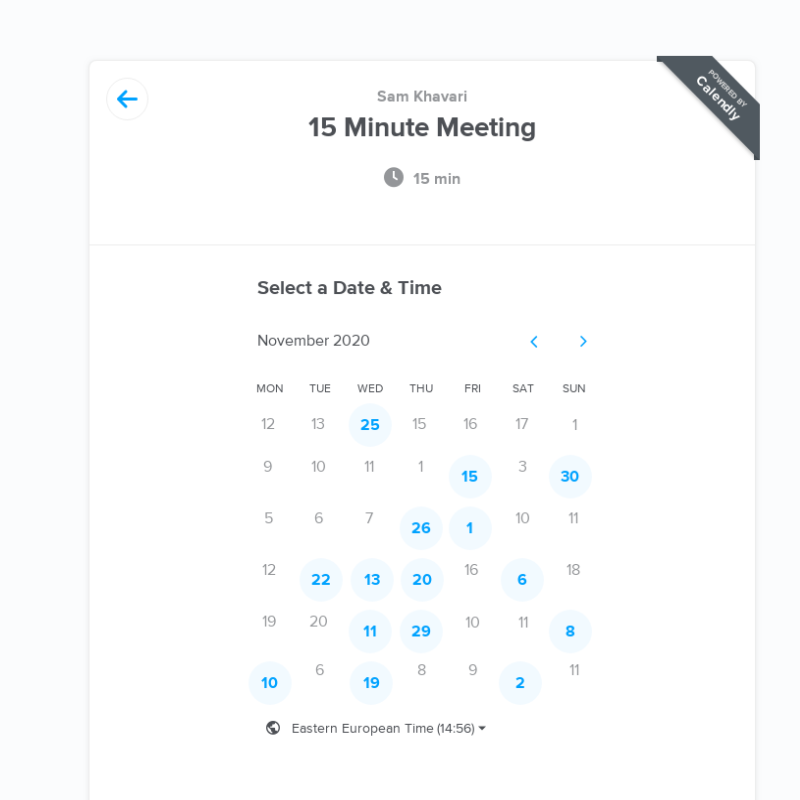 POWERED BY
Calendly
Sam Khavari
15 Minute Meeting
15 min
Select a Date & Time
November 2020
MON TUE WED THU FRI SAT SUN
12 13 25 15 16 17 1
9 10 11 1 15 3 30
5 6 7 26 1 10 11
12 22 13 20 16 6 18
19 20 11 29 10 11 8
10 6 19 8 9 2 11
Eastern European Time (14:56)